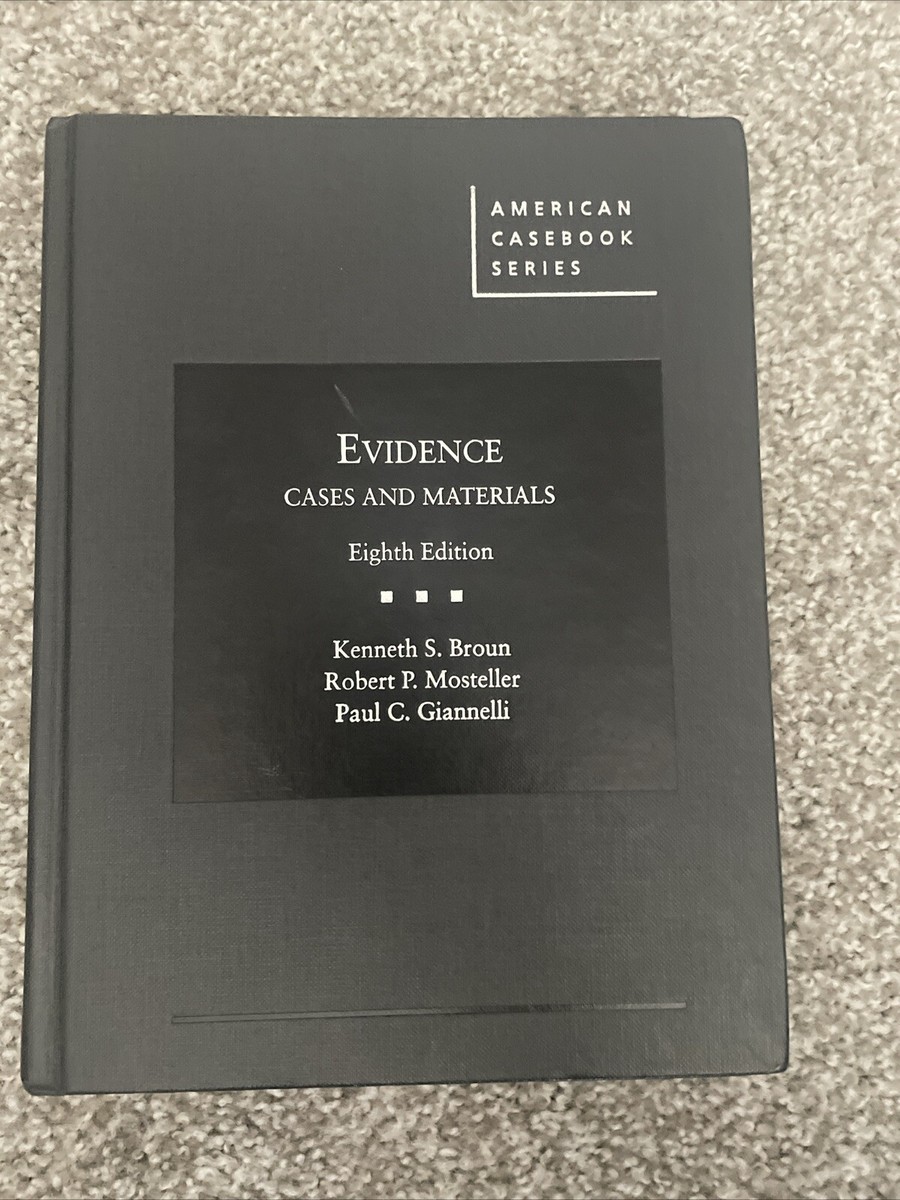 AMERICAN
CASEBOOK
SERIES
EVIDENCE
CASES AND MATERIALS
Eighth Edition
Kenneth S. Broun
Robert P. Mosteller
Paul C. Giannelli